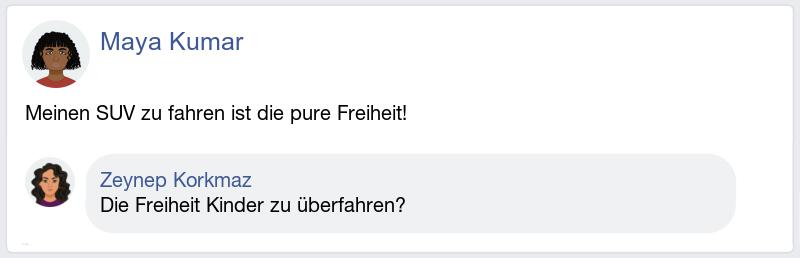 Maya Kumar
Meinen SUV zu fahren ist die pure Freiheit!
Zeynep Korkmaz
Die Freiheit Kinder zu überfahren?